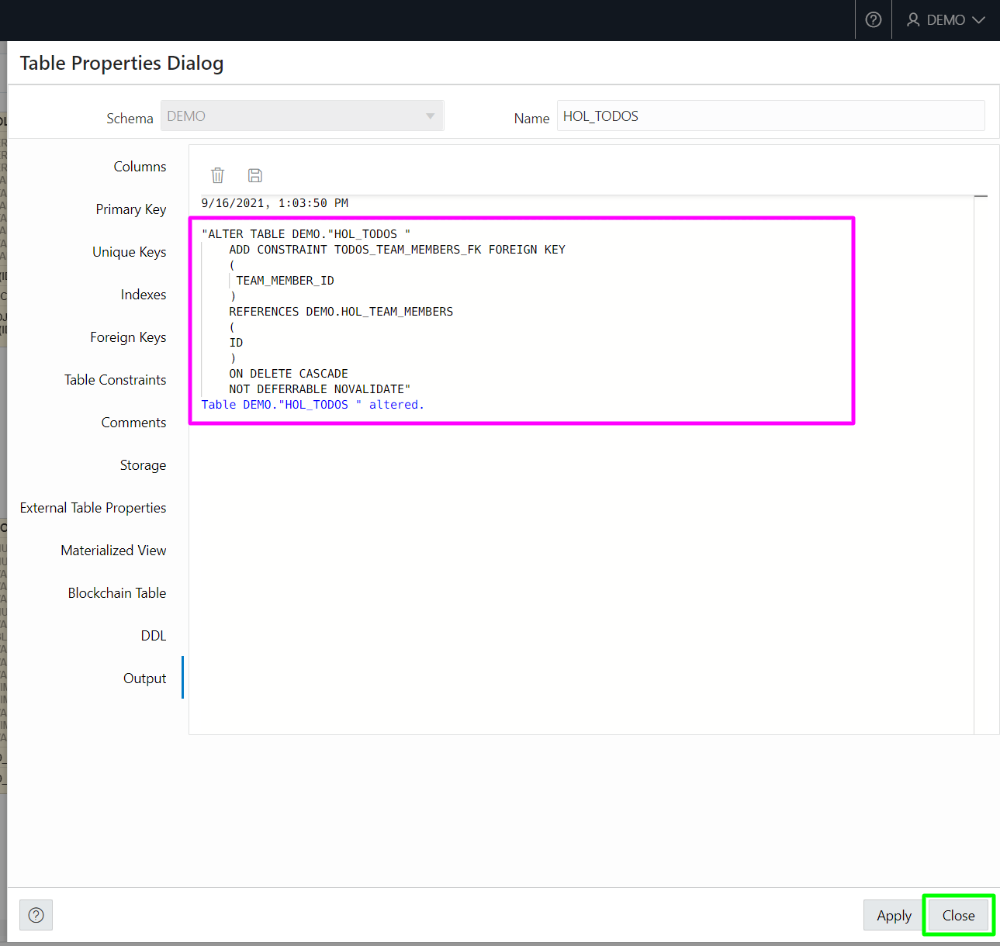 DEMO
Table Properties Dialog
Schema
DEMO
Name
HOL_TODOS
Columns
Primary Key
Unique Keys
Indexes
Foreign Keys
Table Constraints
Comments
Storage
External Table Properties
Materialized View
Blockchain Table
DDL
Output
9/16/2021, 1:03:50 PM
"ALTER TABLE DEMO."HOL_TODOS "
ADD CONSTRAINT TODOS_TEAM_MEMBERS_FK FOREIGN KEY
(
TEAM_MEMBER_ID
)
REFERENCES DEMO.HOL_TEAM_MEMBERS
(
ID
)
ON DELETE CASCADE
NOT DEFERRABLE NOVALIDATE"
Table DEMO."HOL_TODOS " altered.
Apply
Close